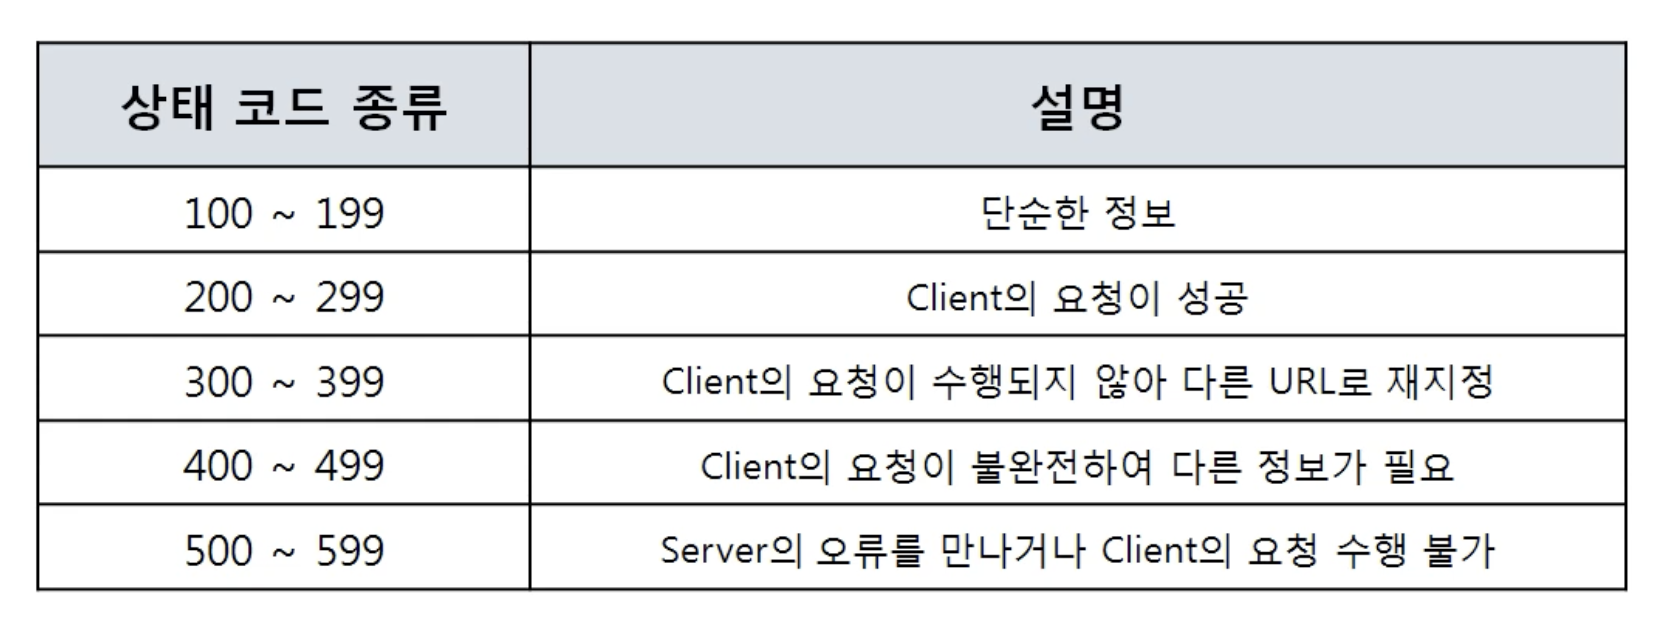 상태 코드 종류 설명
100 ~ 199 단순한 정보
200 ~ 299 Client의 요청이 성공
300 ~ 399 Client의 요청이 수행되지 않아 다른 URL로 재지정
400 ~ 499 Client의 요청이 불완전하여 다른 정보가 필요
500 ~ 599 Server의 오류를 만나거나 Client의 요청 수행 불가